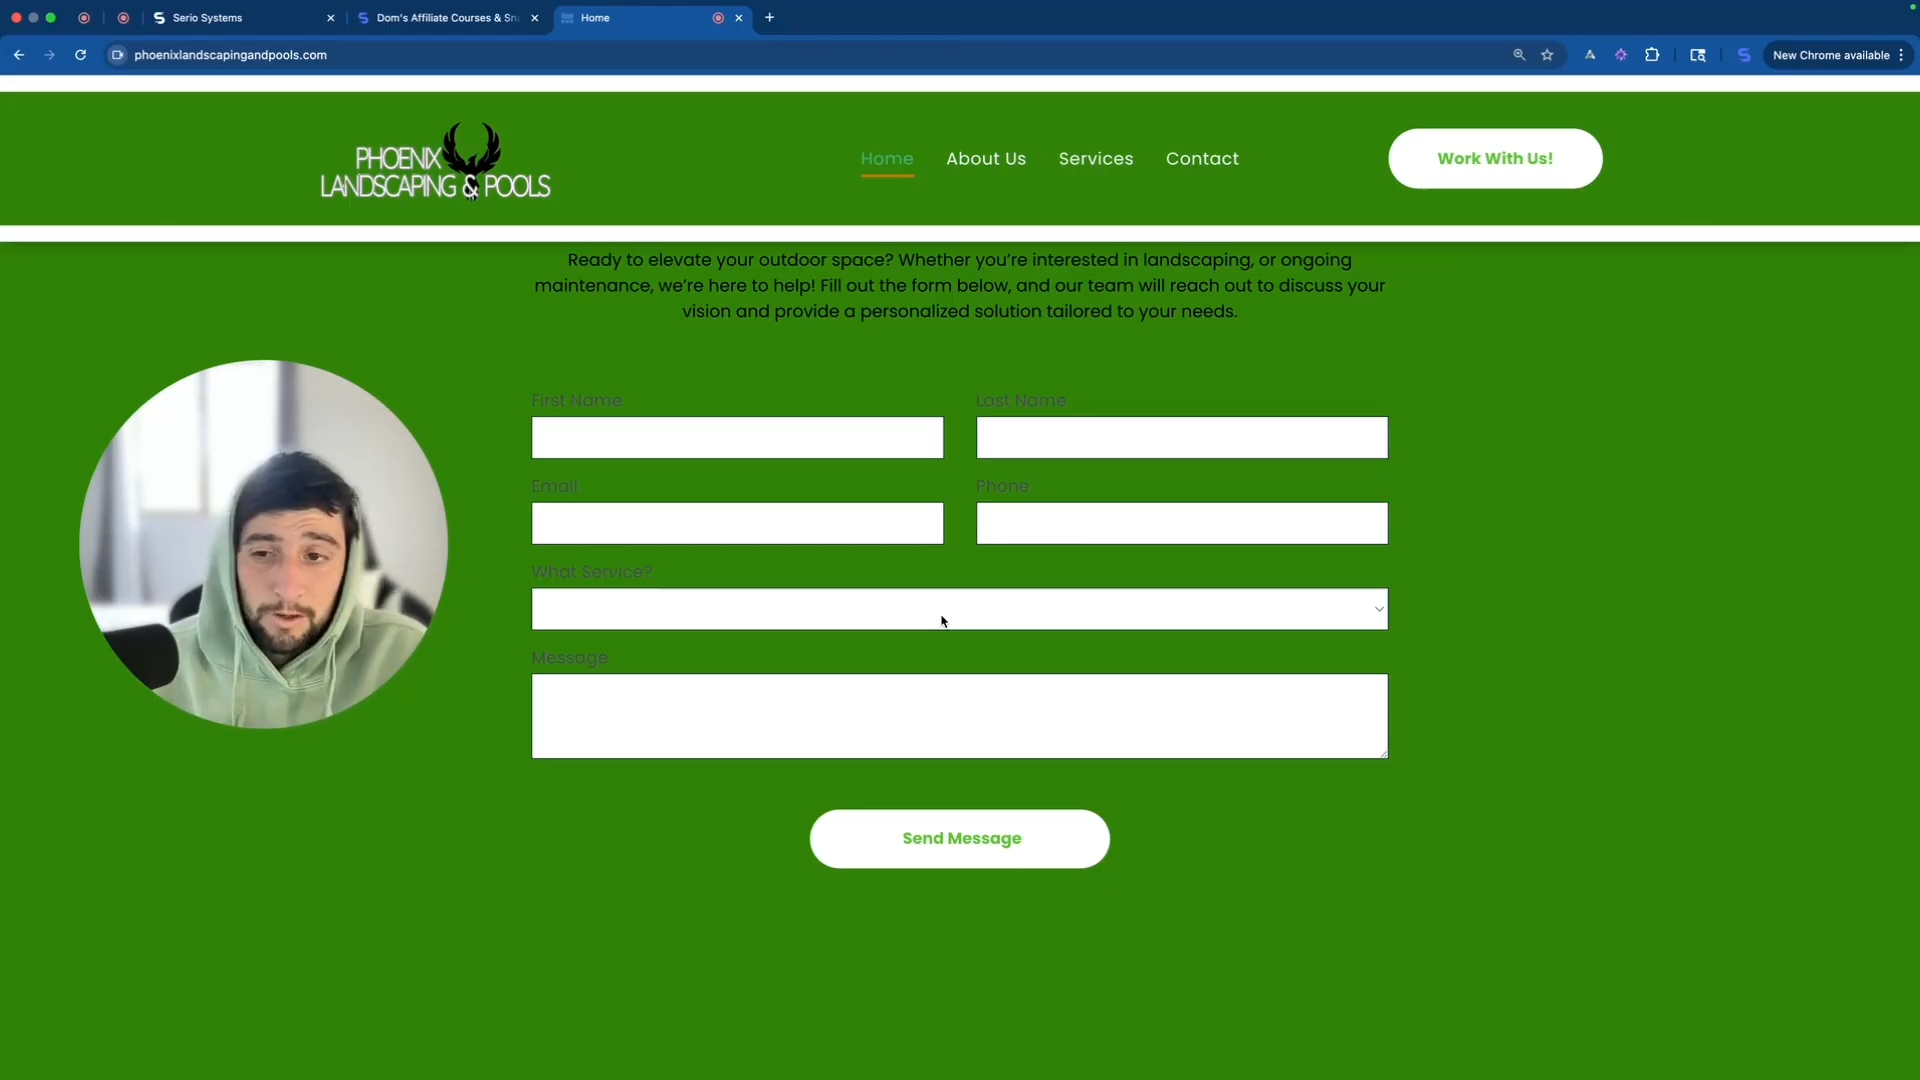 Serio Systems
Dom's Affiliate Courses & Sna
Home
phoenixlandscapingandpools.com
New Chrome available
PHOENIX
LANDSCAPING & POOLS
Home
About Us
Services
Contact
Work With Us!
Ready to elevate your outdoor space? Whether you're interested in landscaping, or ongoing
maintenance, we're here to help! Fill out the form below, and our team will reach out to discuss your
vision and provide a personalized solution tailored to your needs.
First Name
Last Name
Email
Phone
What Service?
Message
Send Message